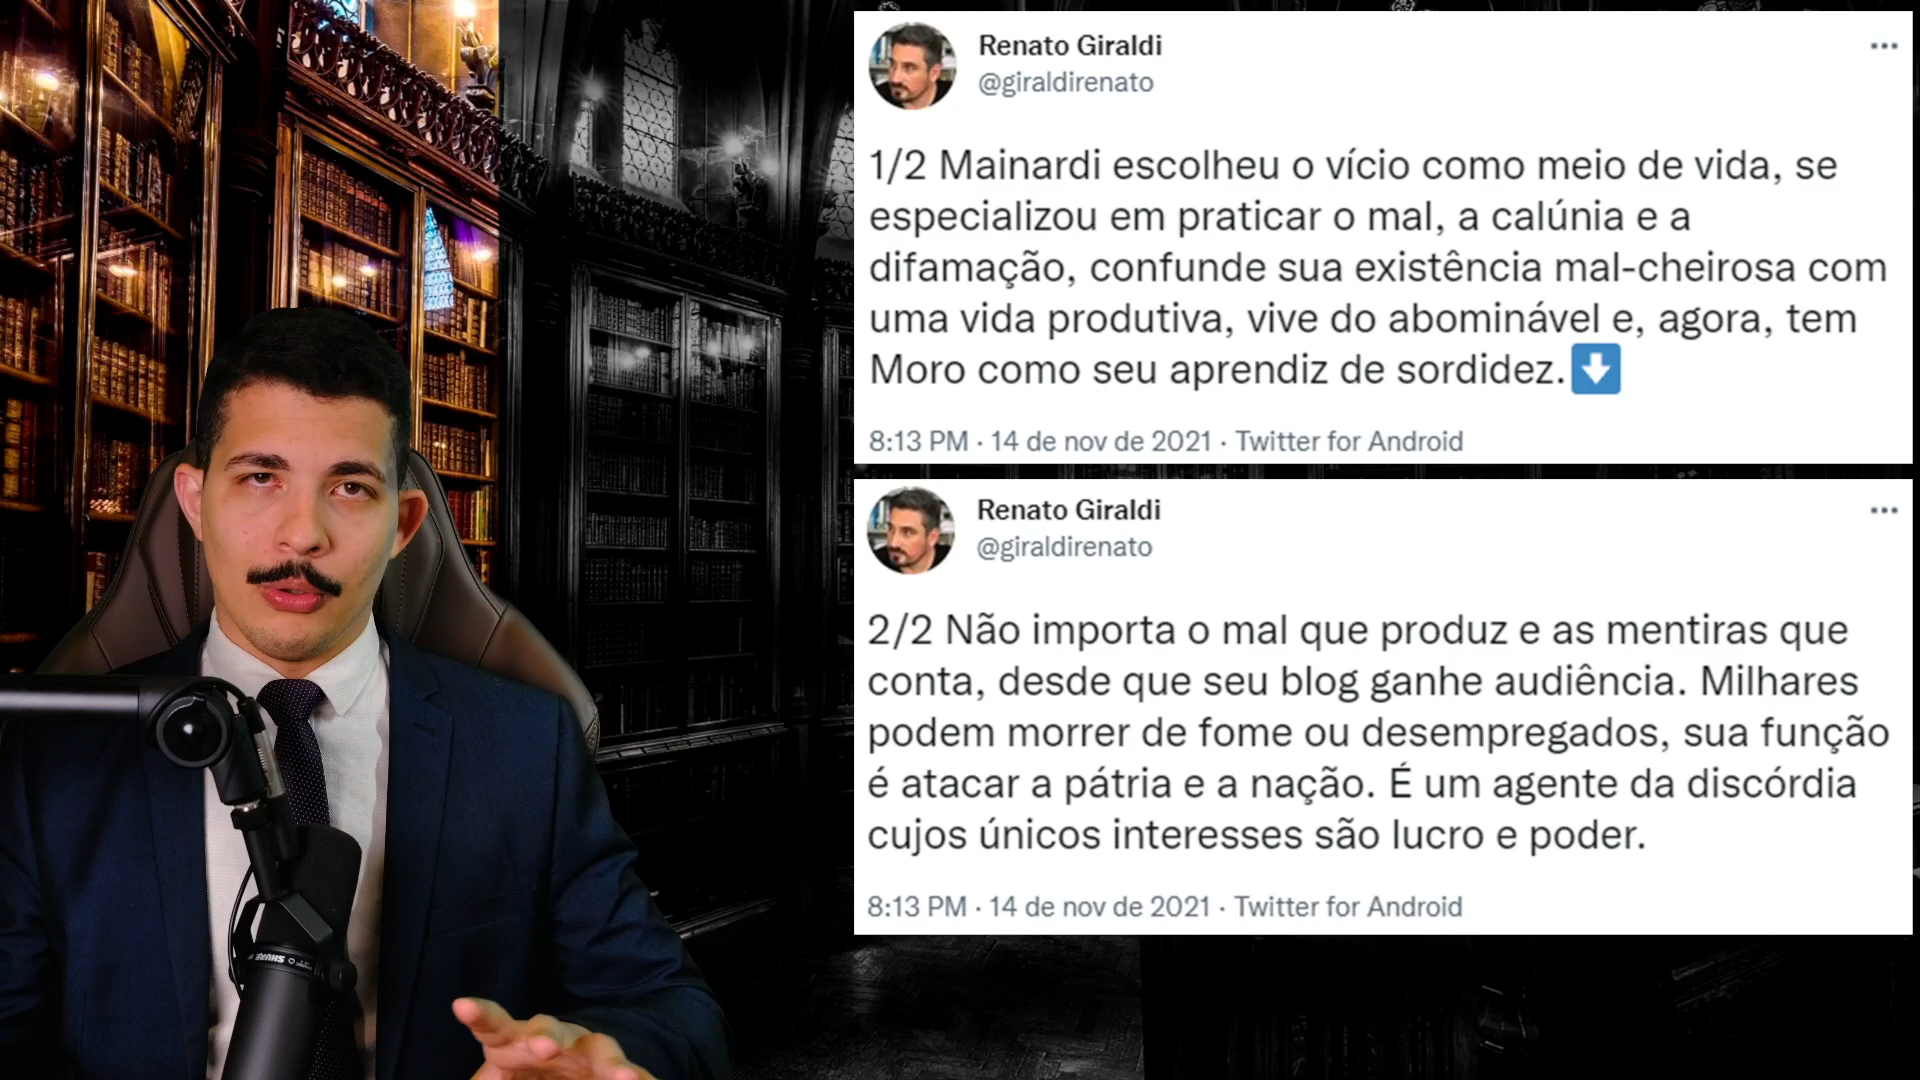 Renato Giraldi
@giraldirenato
1/2 Mainardi escolheu o vício como meio de vida, se
especializou em praticar o mal, a calúnia e a
difamação, confunde sua existência mal-cheirosa com
uma vida produtiva, vive do abominável e, agora, tem
Moro como seu aprendiz de sordidez.
8:13 PM · 14 de nov de 2021 · Twitter for Android
Renato Giraldi
@giraldirenato
2/2 Não importa o mal que produz e as mentiras que
conta, desde que seu blog ganhe audiência. Milhares
podem morrer de fome ou desempregados, sua função
é atacar a pátria e a nação. É um agente da discórdia
cujos únicos interesses são lucro e poder.
8:13 PM · 14 de nov de 2021 · Twitter for Android
SHURE